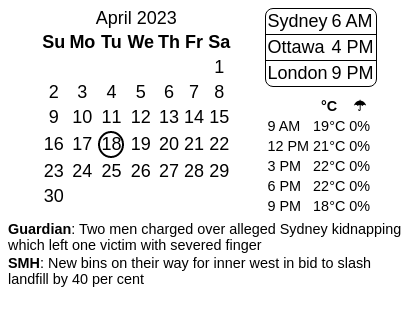 April 2023
Su Mo Tu We Th Fr Sa
1
2 3 4 5 6 7 8
9 10 11 12 13 14 15
16 17 18 19 20 21 22
23 24 25 26 27 28 29
30
Sydney 6 AM
Ottawa 4 PM
London 9 PM
°C ☂
9 AM 19°C 0%
12 PM 21°C 0%
3 PM 22°C 0%
6 PM 22°C 0%
9 PM 18°C 0%
Guardian: Two men charged over alleged Sydney kidnapping
which left one victim with severed finger
SMH: New bins on their way for inner west in bid to slash
landfill by 40 per cent